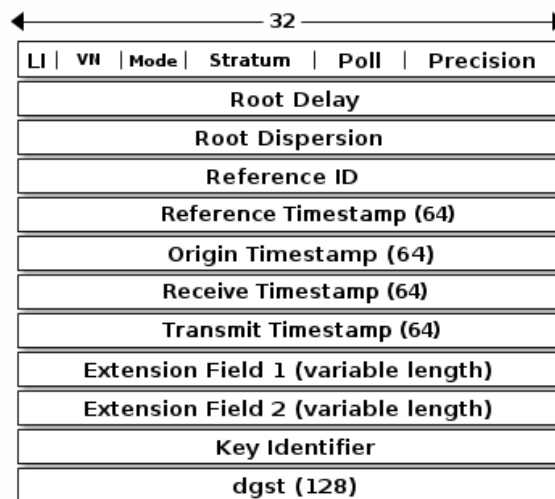 32
LI | VN | Mode | Stratum | Poll | Precision
Root Delay
Root Dispersion
Reference ID
Reference Timestamp (64)
Origin Timestamp (64)
Receive Timestamp (64)
Transmit Timestamp (64)
Extension Field 1 (variable length)
Extension Field 2 (variable length)
Key Identifier
dgst (128)